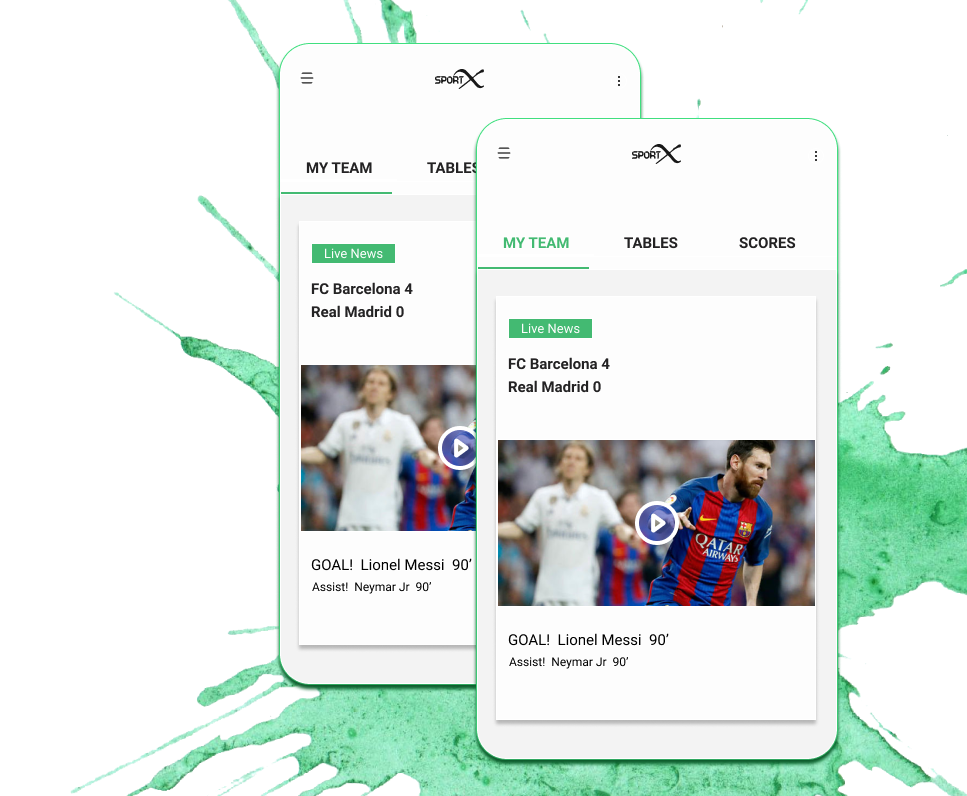 SPORT X
MY TEAM TABLES
Live News
FC Barcelona 4
Real Madrid 0
GOAL! Lionel Messi 90’
Assist! Neymar Jr 90’
SPORT X
MY TEAM TABLES SCORES
Live News
FC Barcelona 4
Real Madrid 0
QATAR
AIRWAYS
GOAL! Lionel Messi 90’
Assist! Neymar Jr 90’